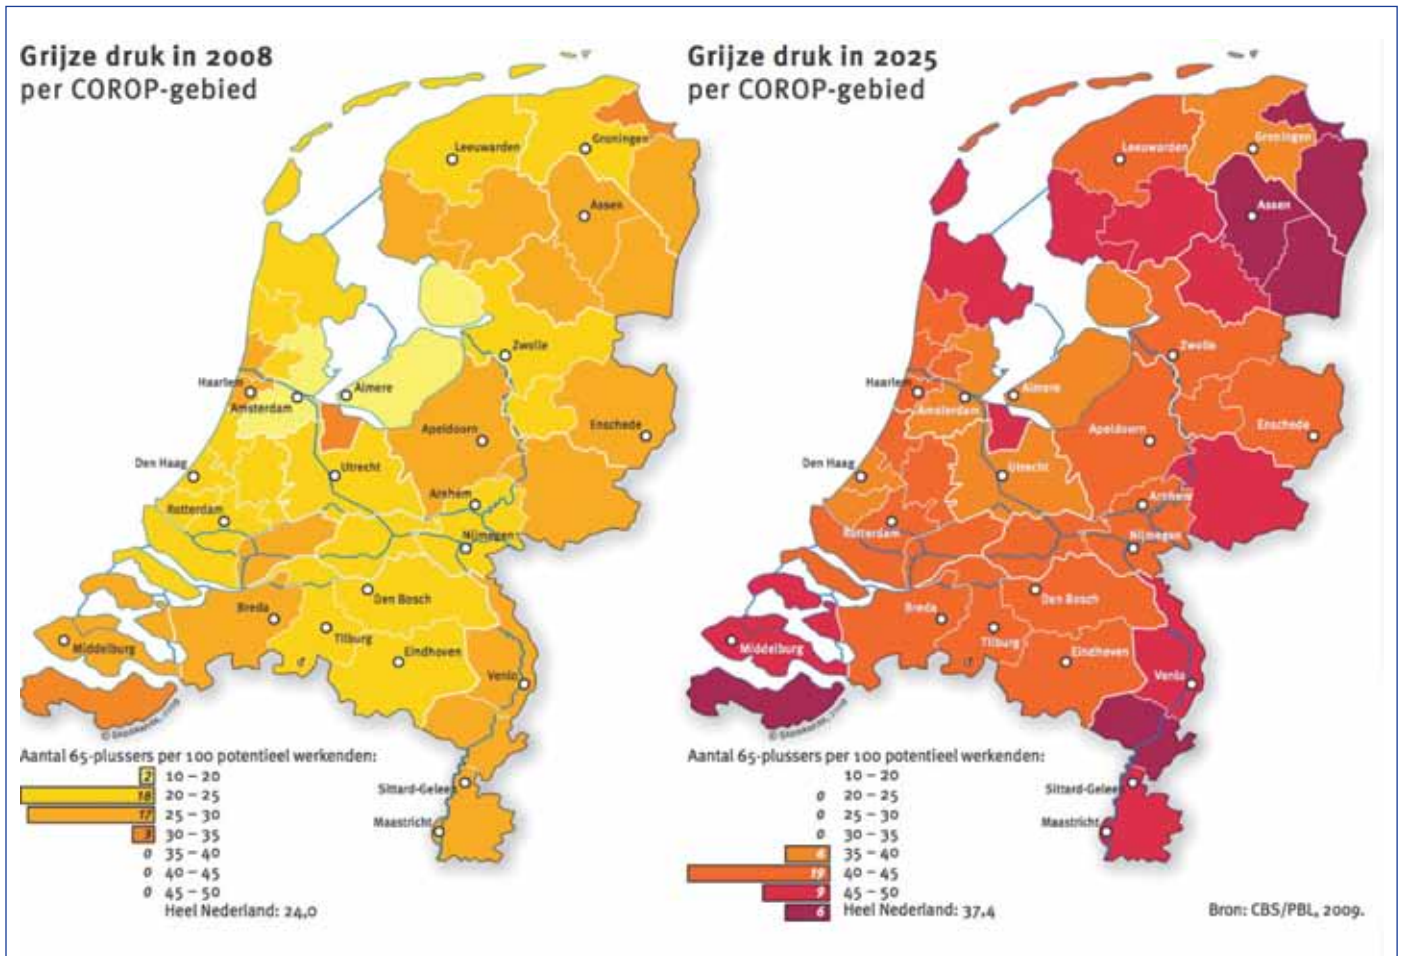 Grijze druk in 2008
per COROP-gebied
Leeuwarden
Groningen
Assen
Zwolle
Haarlem
Almere
Amsterdam
Apeldoorn
Enschede
Den Haag
Utrecht
Arnhem
Rotterdam
Nijmegen
Den Bosch
Breda
Tilburg
Middelburg
Eindhoven
Venlo
Sittard-Geleen
Maastricht
Aantal 65-plussers per 100 potentieel werkenden:
2 10 – 20
18 20 – 25
17 25 – 30
3 30 – 35
0 35 – 40
0 40 – 45
0 45 – 50
Heel Nederland: 24,0
Grijze druk in 2025
per COROP-gebied
Leeuwarden
Groningen
Assen
Zwolle
Haarlem
Almere
Amsterdam
Apeldoorn
Enschede
Den Haag
Utrecht
Arnhem
Rotterdam
Nijmegen
Den Bosch
Breda
Tilburg
Middelburg
Eindhoven
Venlo
Sittard-Geleen
Maastricht
Aantal 65-plussers per 100 potentieel werkenden:
10 – 20
0 20 – 25
0 25 – 30
0 30 – 35
6 35 – 40
19 40 – 45
9 45 – 50
6 Heel Nederland: 37,4
Bron: CBS/PBL, 2009.